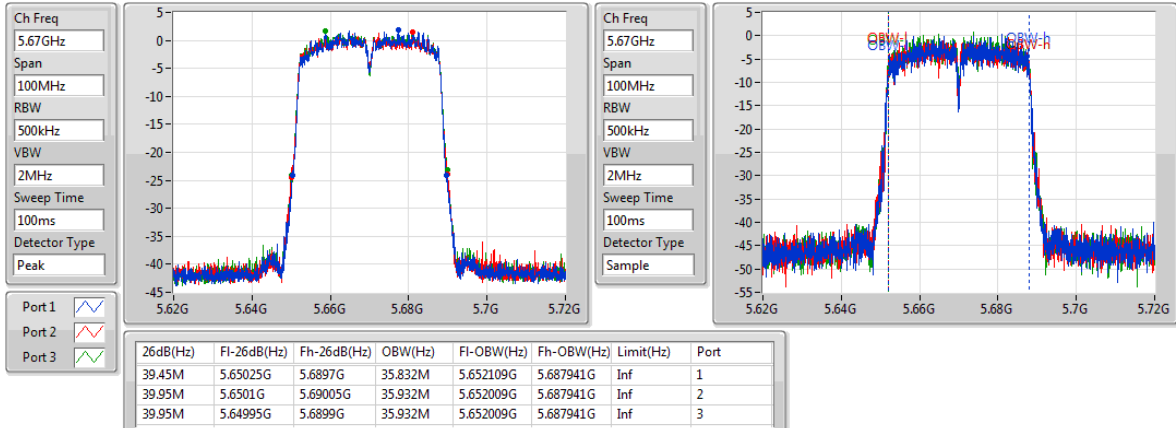 Ch Freq
5.67GHz
Span
100MHz
RBW
500kHz
VBW
2MHz
Sweep Time
100ms
Detector Type
Peak
Port 1
Port 2
Port 3
5
0
-5
-10
-15
-20
-25
-30
-35
-40
-45
5.62G 5.64G 5.66G 5.68G 5.7G 5.72G
Ch Freq
5.67GHz
Span
100MHz
RBW
500kHz
VBW
2MHz
Sweep Time
100ms
Detector Type
Sample
5
0
-5
-10
-15
-20
-25
-30
-35
-40
-45
-50
-55
OBW-h
OBW-h
5.62G 5.64G 5.66G 5.68G 5.7G 5.72G
26dB(Hz) Fl-26dB(Hz) Fh-26dB(Hz) OBW(Hz) Fl-OBW(Hz) Fh-OBW(Hz) Limit(Hz) Port
39.45M 5.65025G 5.6897G 35.832M 5.652109G 5.687941G Inf 1
39.95M 5.6501G 5.69005G 35.932M 5.652009G 5.687941G Inf 2
39.95M 5.64995G 5.6899G 35.932M 5.652009G 5.687941G Inf 3